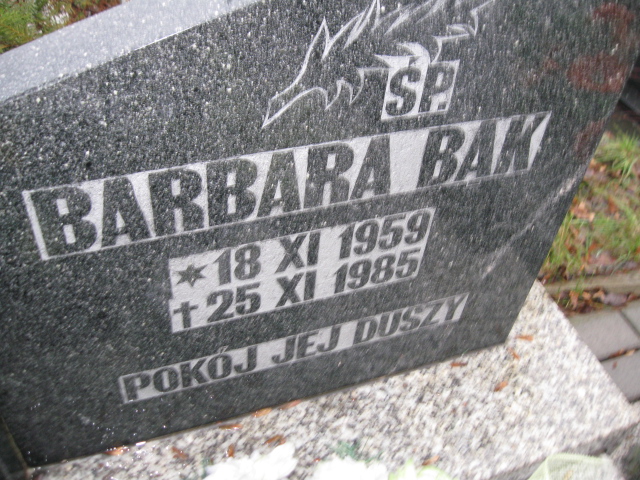 ŚP.
BARBARA BAK
* 18 XI 1959
† 25 XI 1985
POKÓJ JEJ DUSZY